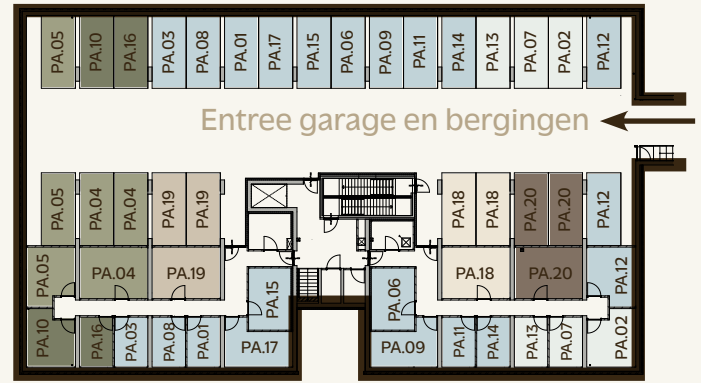 PA.05 PA.10 PA.16 PA.03 PA.08 PA.01 PA.17 PA.15 PA.06 PA.09 PA.11 PA.14 PA.13 PA.07 PA.02 PA.12
Entree garage en bergingen
PA.05 PA.04 PA.04 PA.19 PA.19 PA.18 PA.18 PA.20 PA.20 PA.12
PA.05 PA.04 PA.19 PA.15 PA.06 PA.18 PA.20 PA.12
PA.10 PA.16 PA.03 PA.08 PA.01 PA.17 PA.09 PA.11 PA.14 PA.13 PA.07 PA.02